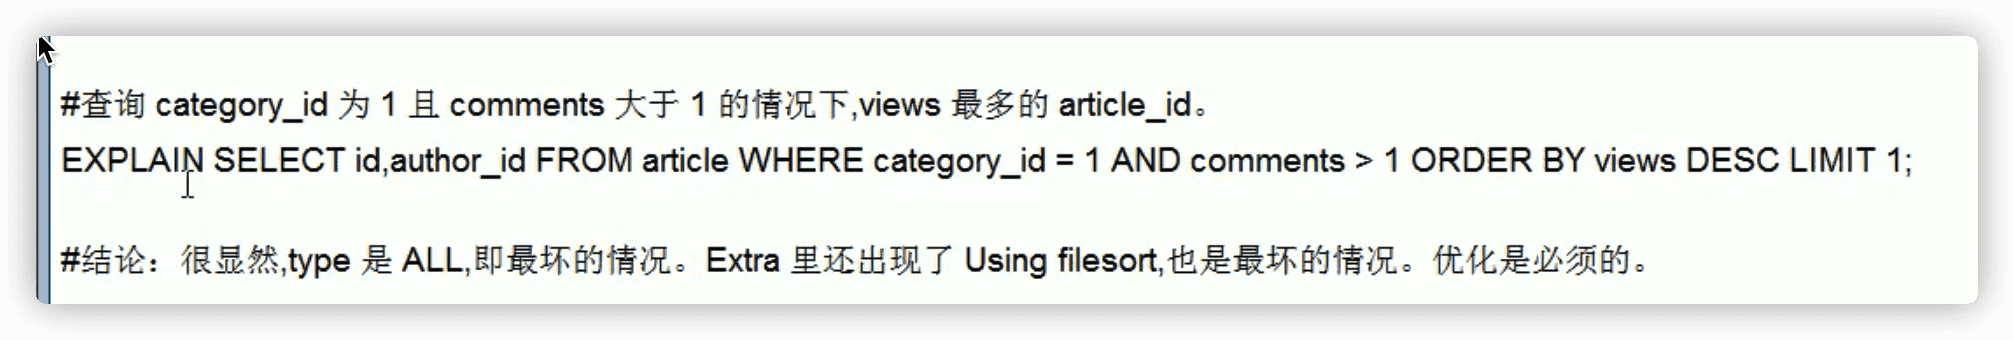 #查询 category_id 为 1 且 comments 大于 1 的情况下,views 最多的 article_id。
EXPLAIN SELECT id,author_id FROM article WHERE category_id = 1 AND comments > 1 ORDER BY views DESC LIMIT 1;
#结论：很显然,type 是 ALL,即最坏的情况。Extra 里还出现了 Using filesort,也是最坏的情况。优化是必须的。